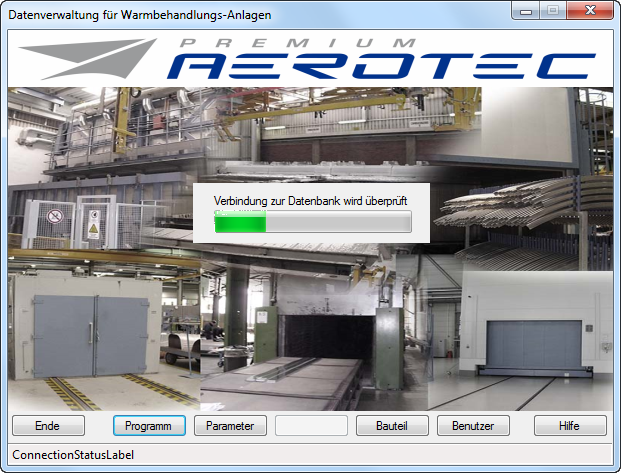 Datenverwaltung für Warmbehandlungs-Anlagen
PREMIUM
AEROTEC
Verbindung zur Datenbank wird überprüft
Ende Programm Parameter Bauteil Benutzer Hilfe
ConnectionStatusLabel